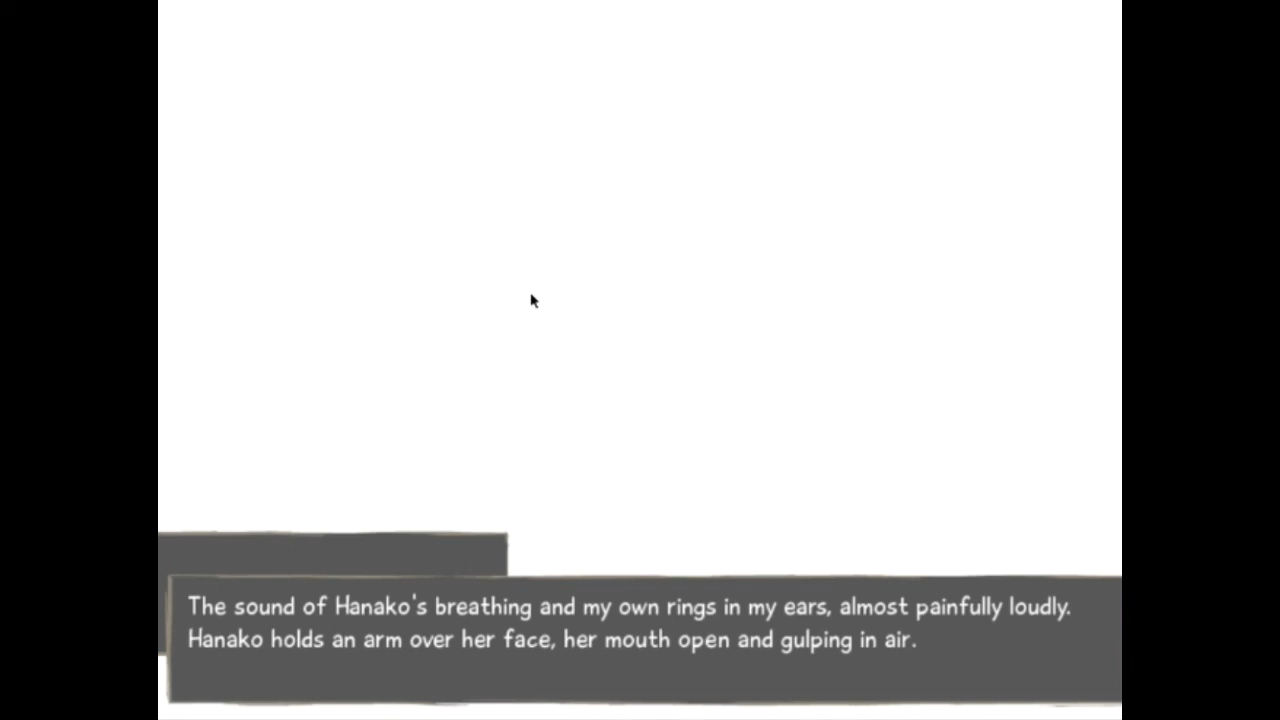 The sound of Hanako's breathing and my own rings in my ears, almost painfully loudly.
Hanako holds an arm over her face, her mouth open and gulping in air.